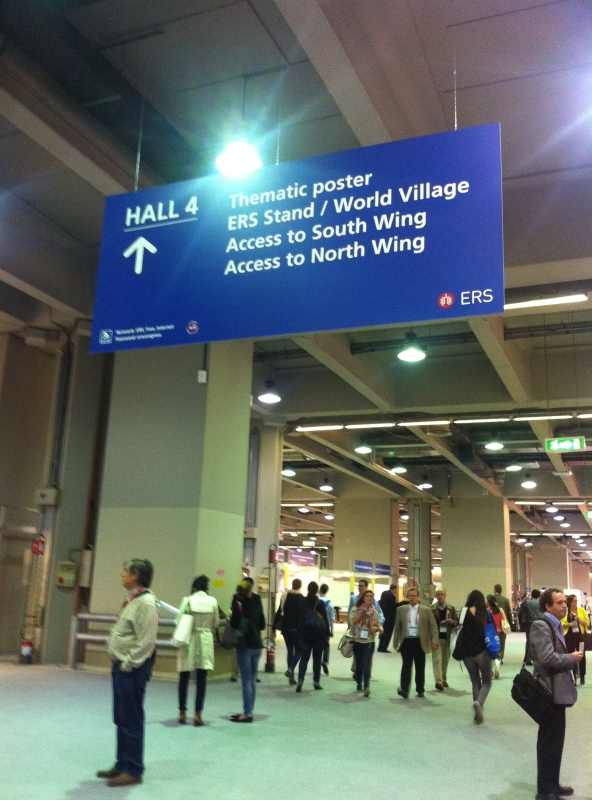 HALL 4
Thematic poster
ERS Stand / World Village
Access to South Wing
Access to North Wing
ERS